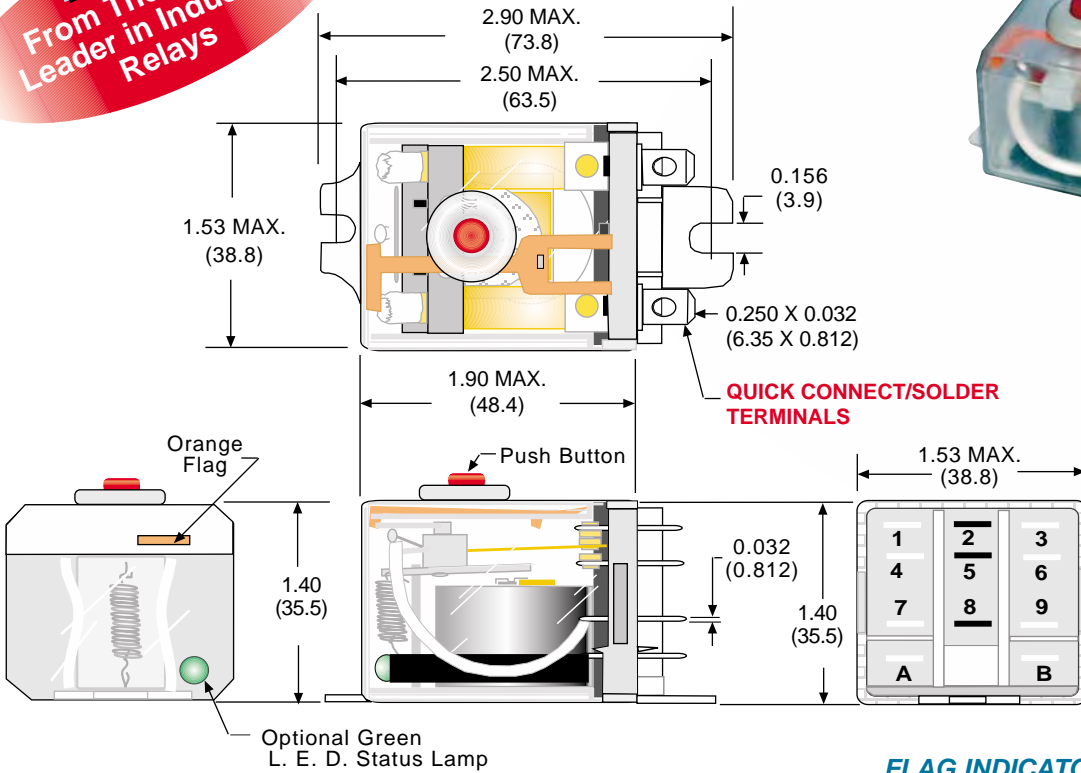 From The
Leader in
Relays
2.90 MAX.
(73.8)
2.50 MAX.
(63.5)
1.53 MAX.
(38.8)
0.156
(3.9)
0.250 X 0.032
(6.35 X 0.812)
QUICK CONNECT/SOLDER
TERMINALS
1.90 MAX.
(48.4)
Orange
Flag
Push Button
1.53 MAX.
(38.8)
1.40
(35.5)
0.032
(0.812)
1.40
(35.5)
1 2 3
4 5 6
7 8 9
A B
Optional Green
L. E. D. Status Lamp
FLAG